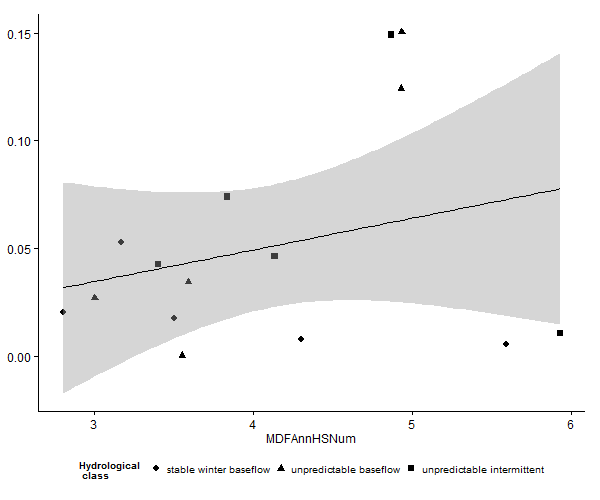 0.15
0.10
0.05
0.00
3 4 5 6
MDFAnnHSNum
Hydrological
class
stable winter baseflow unpredictable baseflow unpredictable intermittent